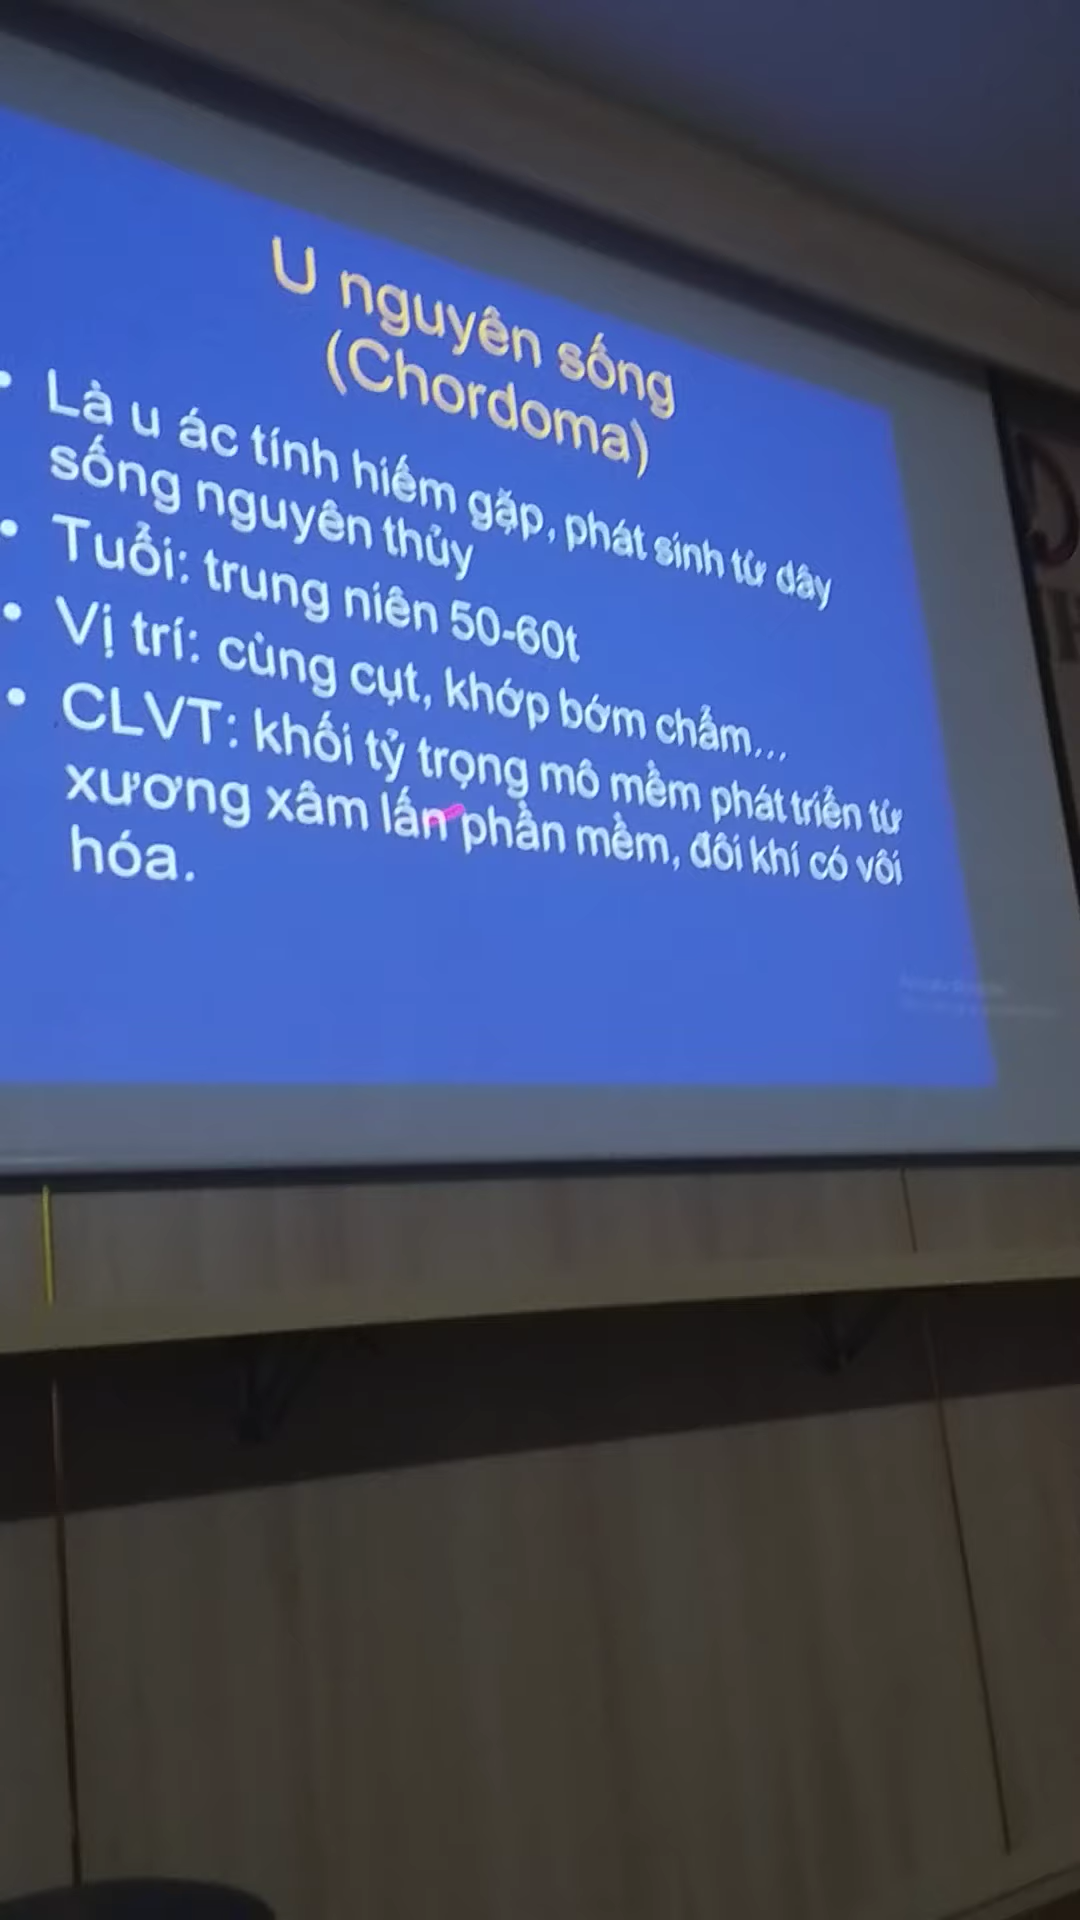 U nguyên sống
(Chordoma)
• Là u ác tính hiếm gặp, phát sinh từ dây
sống nguyên thủy
• Tuổi: trung niên 50-60t
• Vị trí: cùng cụt, khớp bớm chẩm...
• CLVT: khối tỷ trọng mô mềm phát triển từ
xương xâm lấn phần mềm, đôi khi có vôi
hóa.